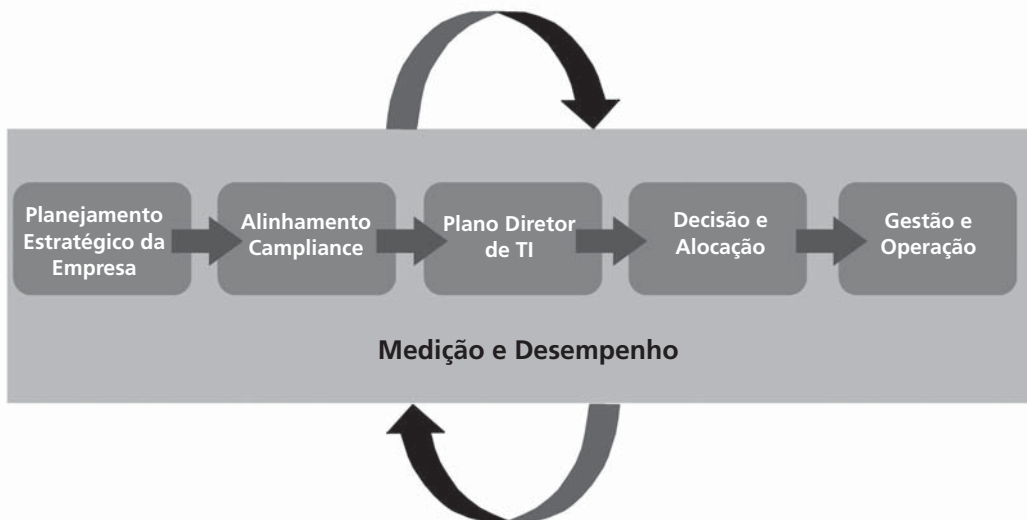 Planejamento
Estratégico da
Empresa
Alinhamento
Campliance
Plano Diretor
de TI
Decisão e
Alocação
Gestão e
Operação
Medição e Desempenho